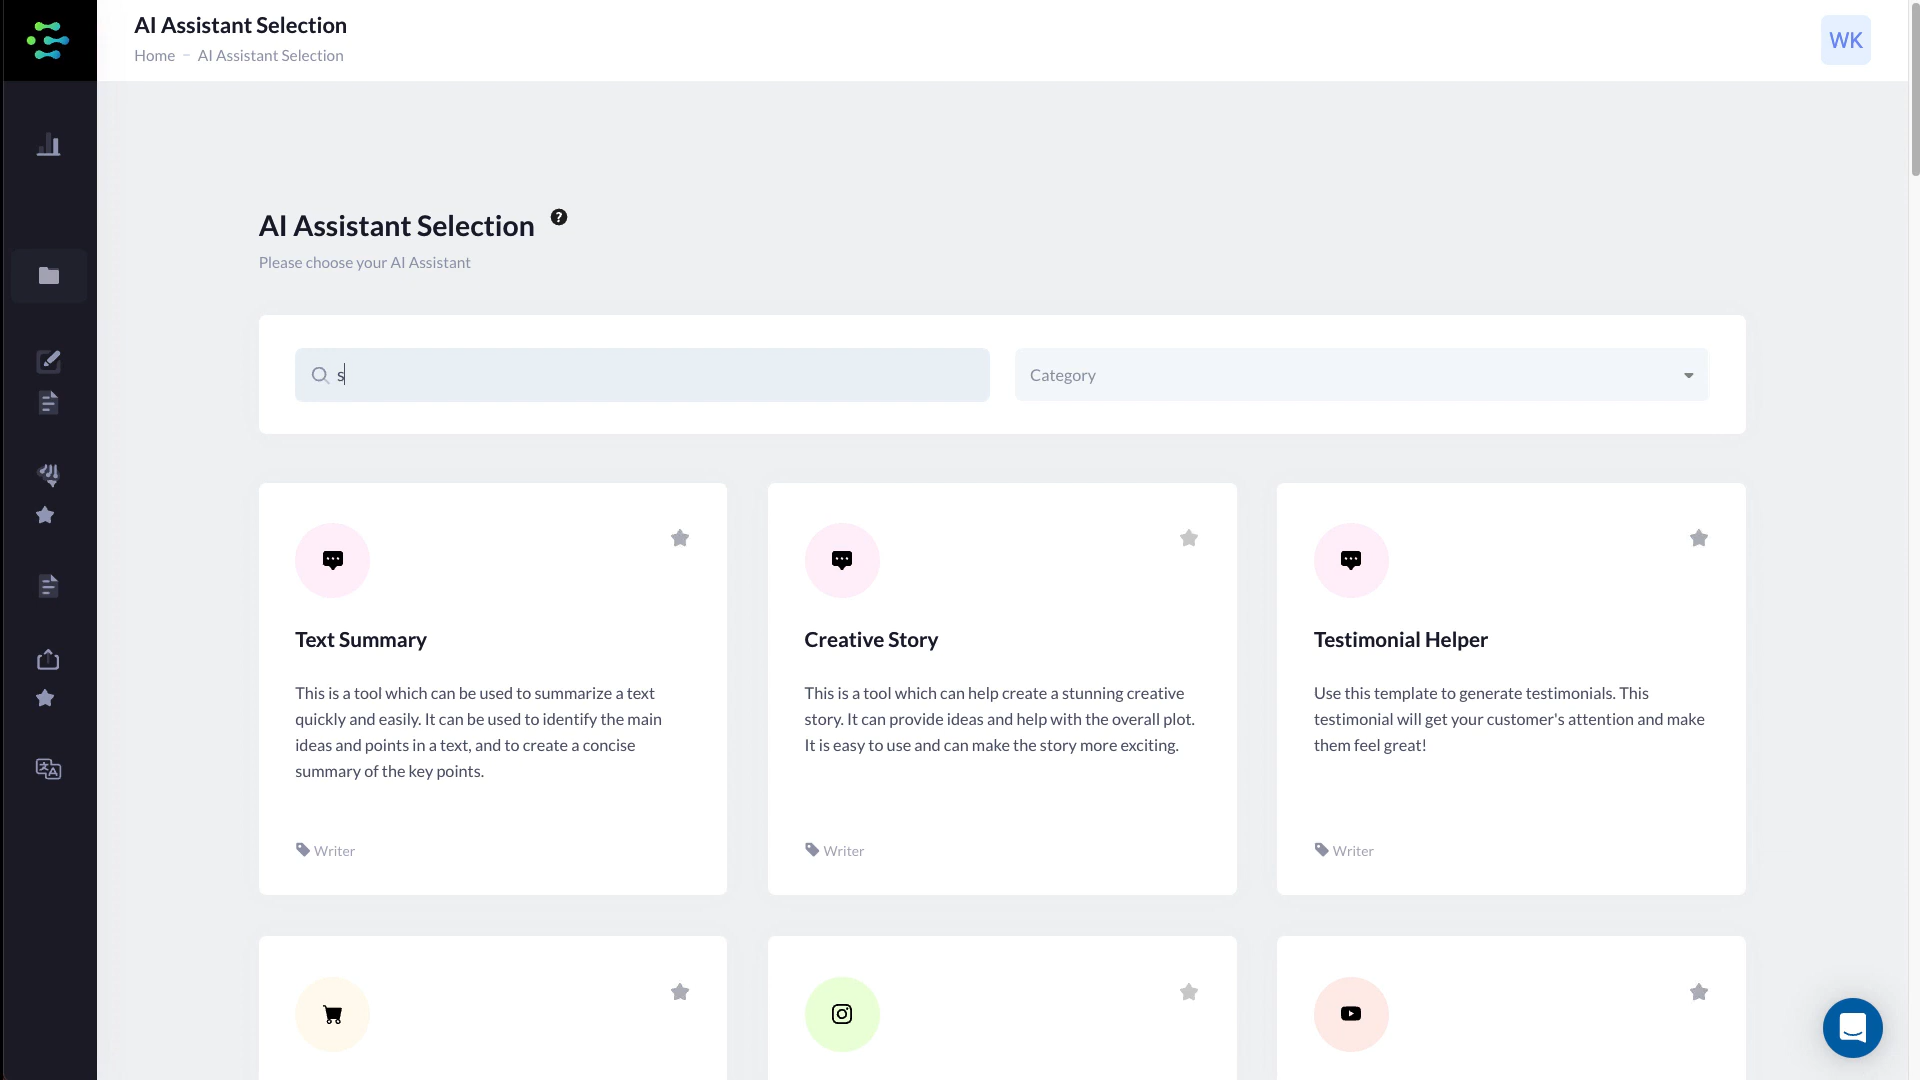 AI Assistant Selection
Home – AI Assistant Selection
WK
AI Assistant Selection ?
Please choose your AI Assistant
s
Category
Text Summary
This is a tool which can be used to summarize a text
quickly and easily. It can be used to identify the main
ideas and points in a text, and to create a concise
summary of the key points.
Writer
Creative Story
This is a tool which can help create a stunning creative
story. It can provide ideas and help with the overall plot.
It is easy to use and can make the story more exciting.
Writer
Testimonial Helper
Use this template to generate testimonials. This
testimonial will get your customer's attention and make
them feel great!
Writer